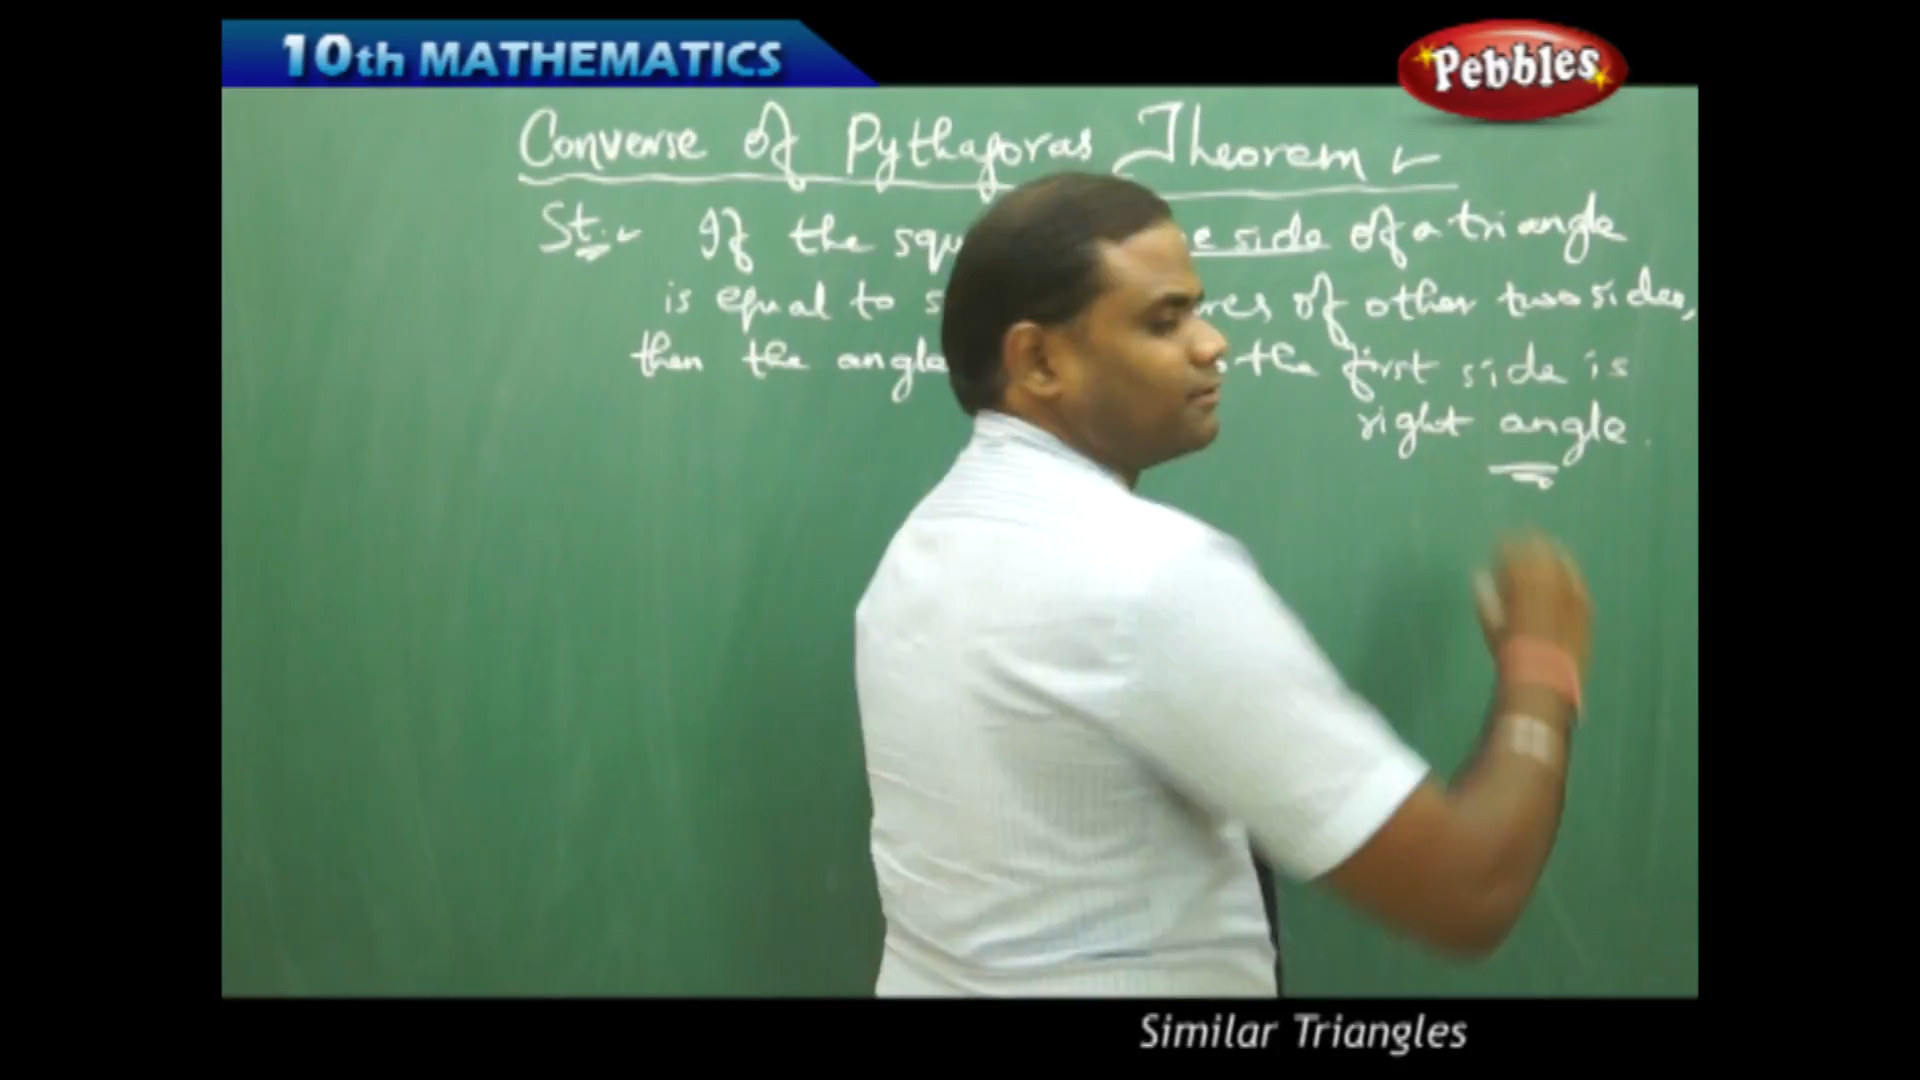 10th MATHEMATICS
Pebbles
Converse of Pythagoras Theorem
St: If the squ e side of a triangle
is equal to s res of other two sides,
then the angle the first side is
right angle.
Similar Triangles